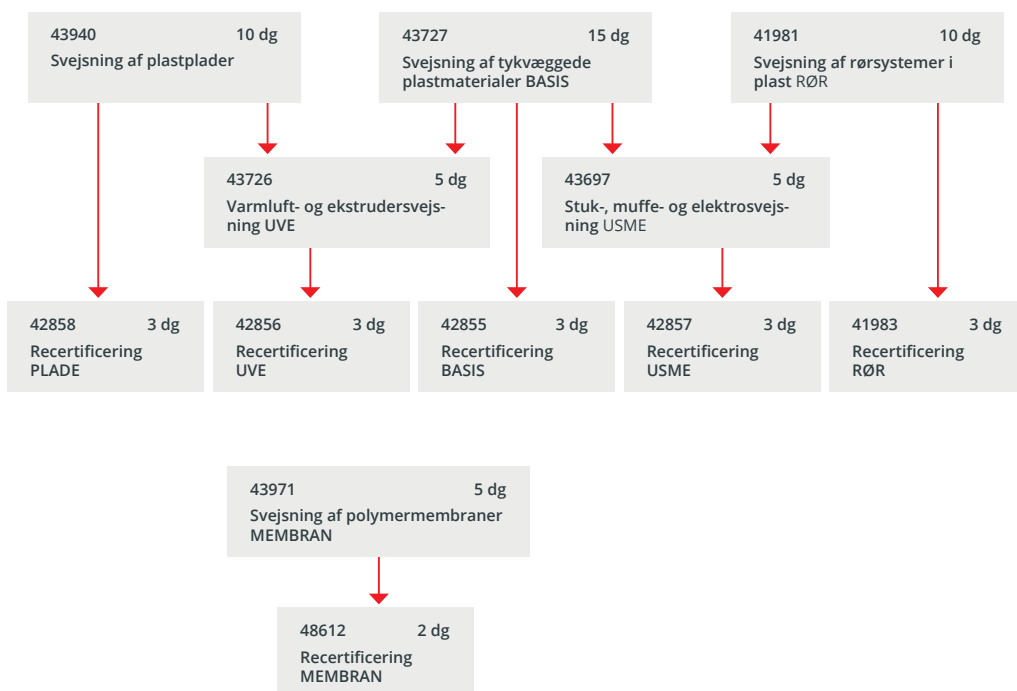 43940 10 dg
Svejsning af plastplader
43727 15 dg
Svejsning af tykvæggede
plastmaterialer BASIS
41981 10 dg
Svejsning af rørsystemer i
plast RØR
43726 5 dg
Varmluft- og ekstrudersvejs-
ning UVE
43697 5 dg
Stuk-, muffe- og elektrosvejs-
ning USME
42858 3 dg
Recertificering
PLADE
42856 3 dg
Recertificering
UVE
42855 3 dg
Recertificering
BASIS
42857 3 dg
Recertificering
USME
41983 3 dg
Recertificering
RØR
43971 5 dg
Svejsning af polymermembraner
MEMBRAN
48612 2 dg
Recertificering
MEMBRAN